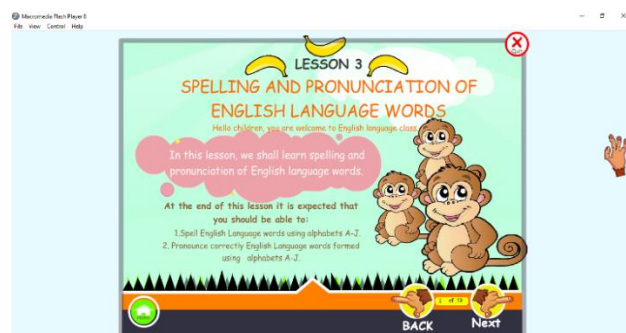 Macromedia Flash Player 8
File View Control Help
Quit
LESSON 3
SPELLING AND PRONUNCIATION OF
ENGLISH LANGUAGE WORDS
Hello children, you are welcome to English language class.
In this lesson, we shall learn spelling and
pronunciation of English language words.
At the end of this lesson it is expected that
you should be able to:
1.Spell English Language words using alphabets A-J.
2. Pronounce correctly English Language words formed
using alphabets A-J.
BACK
Next